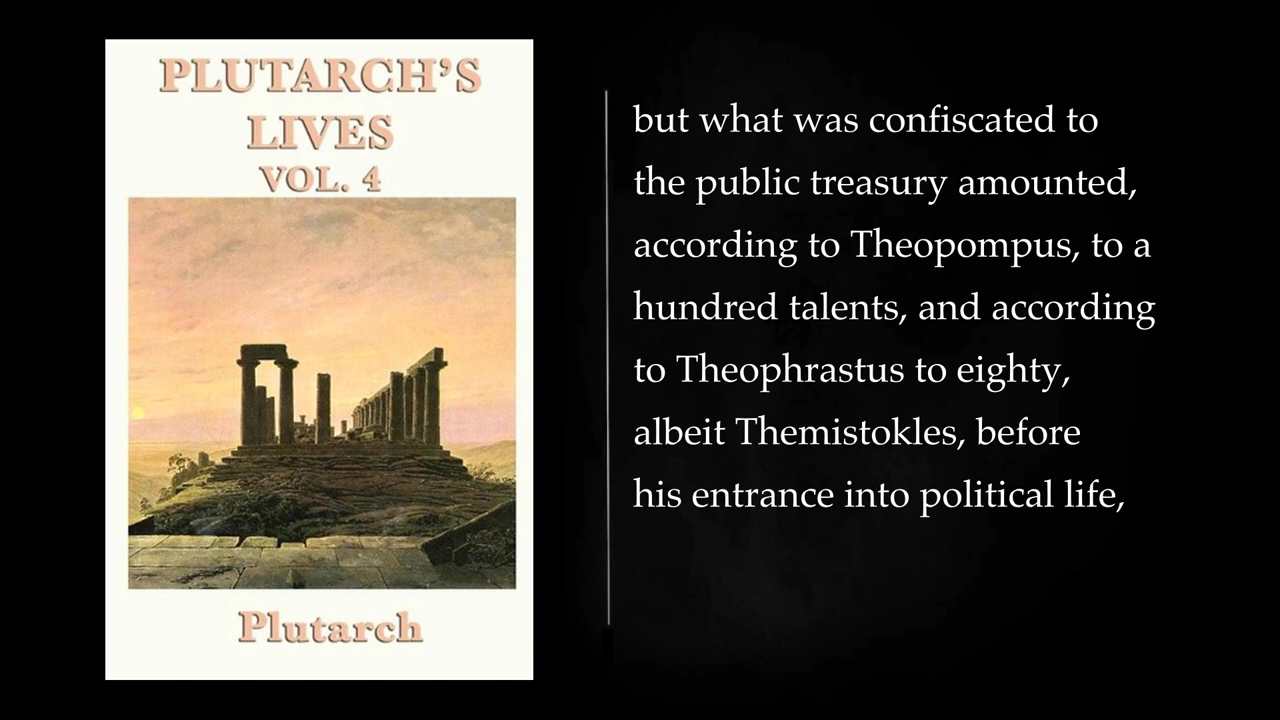 PLUTARCH'S
LIVES
VOL. 4
Plutarch
but what was confiscated to
the public treasury amounted,
according to Theopompus, to a
hundred talents, and according
to Theophrastus to eighty,
albeit Themistokles, before
his entrance into political life,